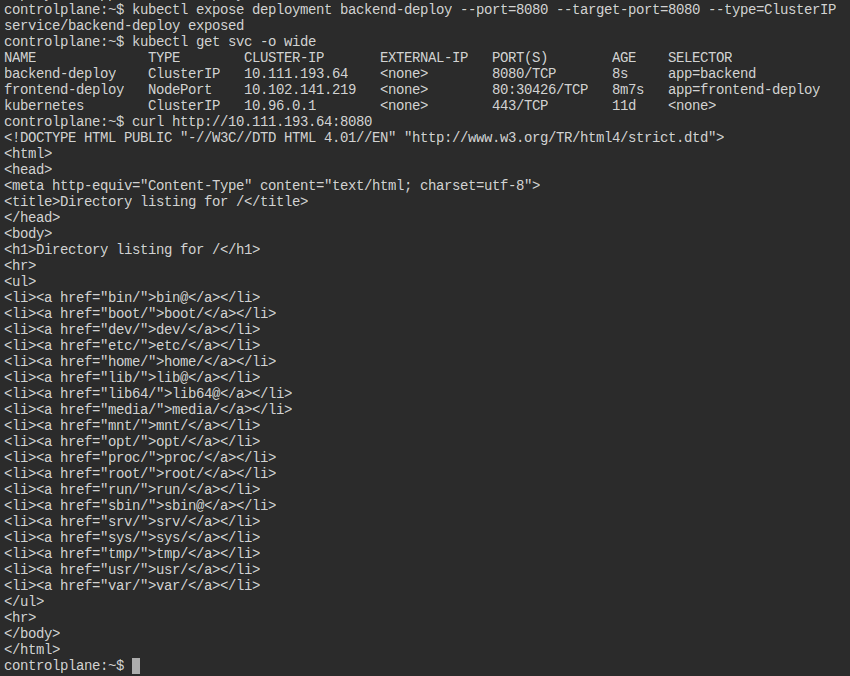 controlplane:~$ kubectl expose deployment backend-deploy --port=8080 --target-port=8080 --type=ClusterIP
service/backend-deploy exposed
controlplane:~$ kubectl get svc -o wide
NAME              TYPE        CLUSTER-IP       EXTERNAL-IP   PORT(S)        AGE    SELECTOR
backend-deploy    ClusterIP   10.111.193.64    <none>        8080/TCP       8s     app=backend
frontend-deploy   NodePort    10.102.141.219   <none>        80:30426/TCP   8m7s   app=frontend-deploy
kubernetes        ClusterIP   10.96.0.1        <none>        443/TCP        11d    <none>
controlplane:~$ curl http://10.111.193.64:8080
<!DOCTYPE HTML PUBLIC "-//W3C//DTD HTML 4.01//EN" "http://www.w3.org/TR/html4/strict.dtd">
<html>
<head>
<meta http-equiv="Content-Type" content="text/html; charset=utf-8">
<title>Directory listing for /</title>
</head>
<body>
<h1>Directory listing for /</h1>
<hr>
<ul>
<li><a href="bin/">bin@</a></li>
<li><a href="boot/">boot/</a></li>
<li><a href="dev/">dev/</a></li>
<li><a href="etc/">etc/</a></li>
<li><a href="home/">home/</a></li>
<li><a href="lib/">lib@</a></li>
<li><a href="lib64/">lib64@</a></li>
<li><a href="media/">media/</a></li>
<li><a href="mnt/">mnt/</a></li>
<li><a href="opt/">opt/</a></li>
<li><a href="proc/">proc/</a></li>
<li><a href="root/">root/</a></li>
<li><a href="run/">run/</a></li>
<li><a href="sbin/">sbin@</a></li>
<li><a href="srv/">srv/</a></li>
<li><a href="sys/">sys/</a></li>
<li><a href="tmp/">tmp/</a></li>
<li><a href="usr/">usr/</a></li>
<li><a href="var/">var/</a></li>
</ul>
<hr>
</body>
</html>
controlplane:~$